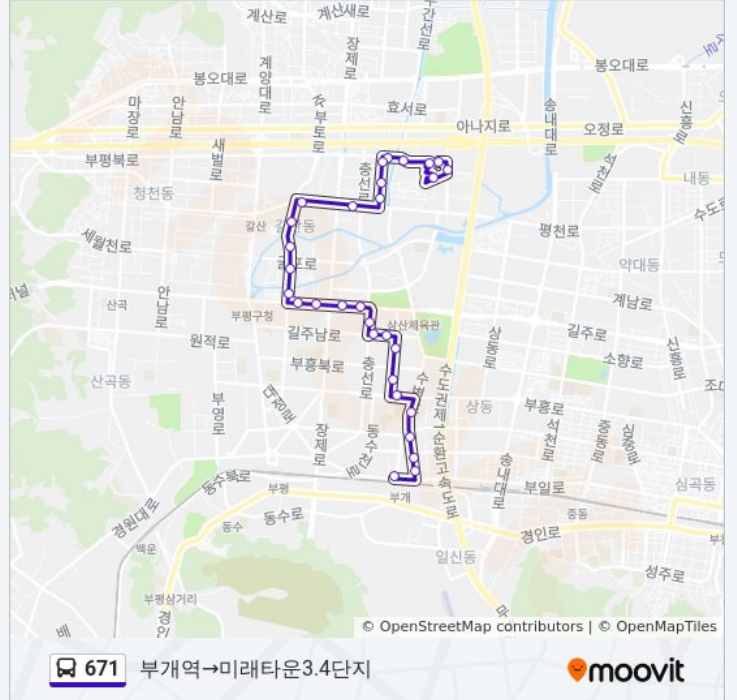 계산로
계산새로
장제로
봉오대로
계양대로
부토로
효서로
봉오대로
아나지로
송내대로
오정로
신흥로
마장로
안남로
새벌로
부평북로
충선로
석천로
내동
청천동
수도로
갈산
평천로
세월천로
굴포로
약대동
안남로
산곡
부평구청
삼산체육관
계남로
길주남로
원적로
상동로
길주로
신흥로
소향로
부흥북로
충선로
산곡동
부영로
상동
부흥로
석천로
중동로
장제로
동수천로
수도권제1순환고속도로
송내대로
동수북로
부평
부개
부일로
심곡동
경원대로
동수
동수로
중동
경인로
백운
일신동
성주로
부평삼거리
경인
© OpenStreetMap contributors | © OpenMapTiles
671 부개역→미래타운3.4단지
moovit